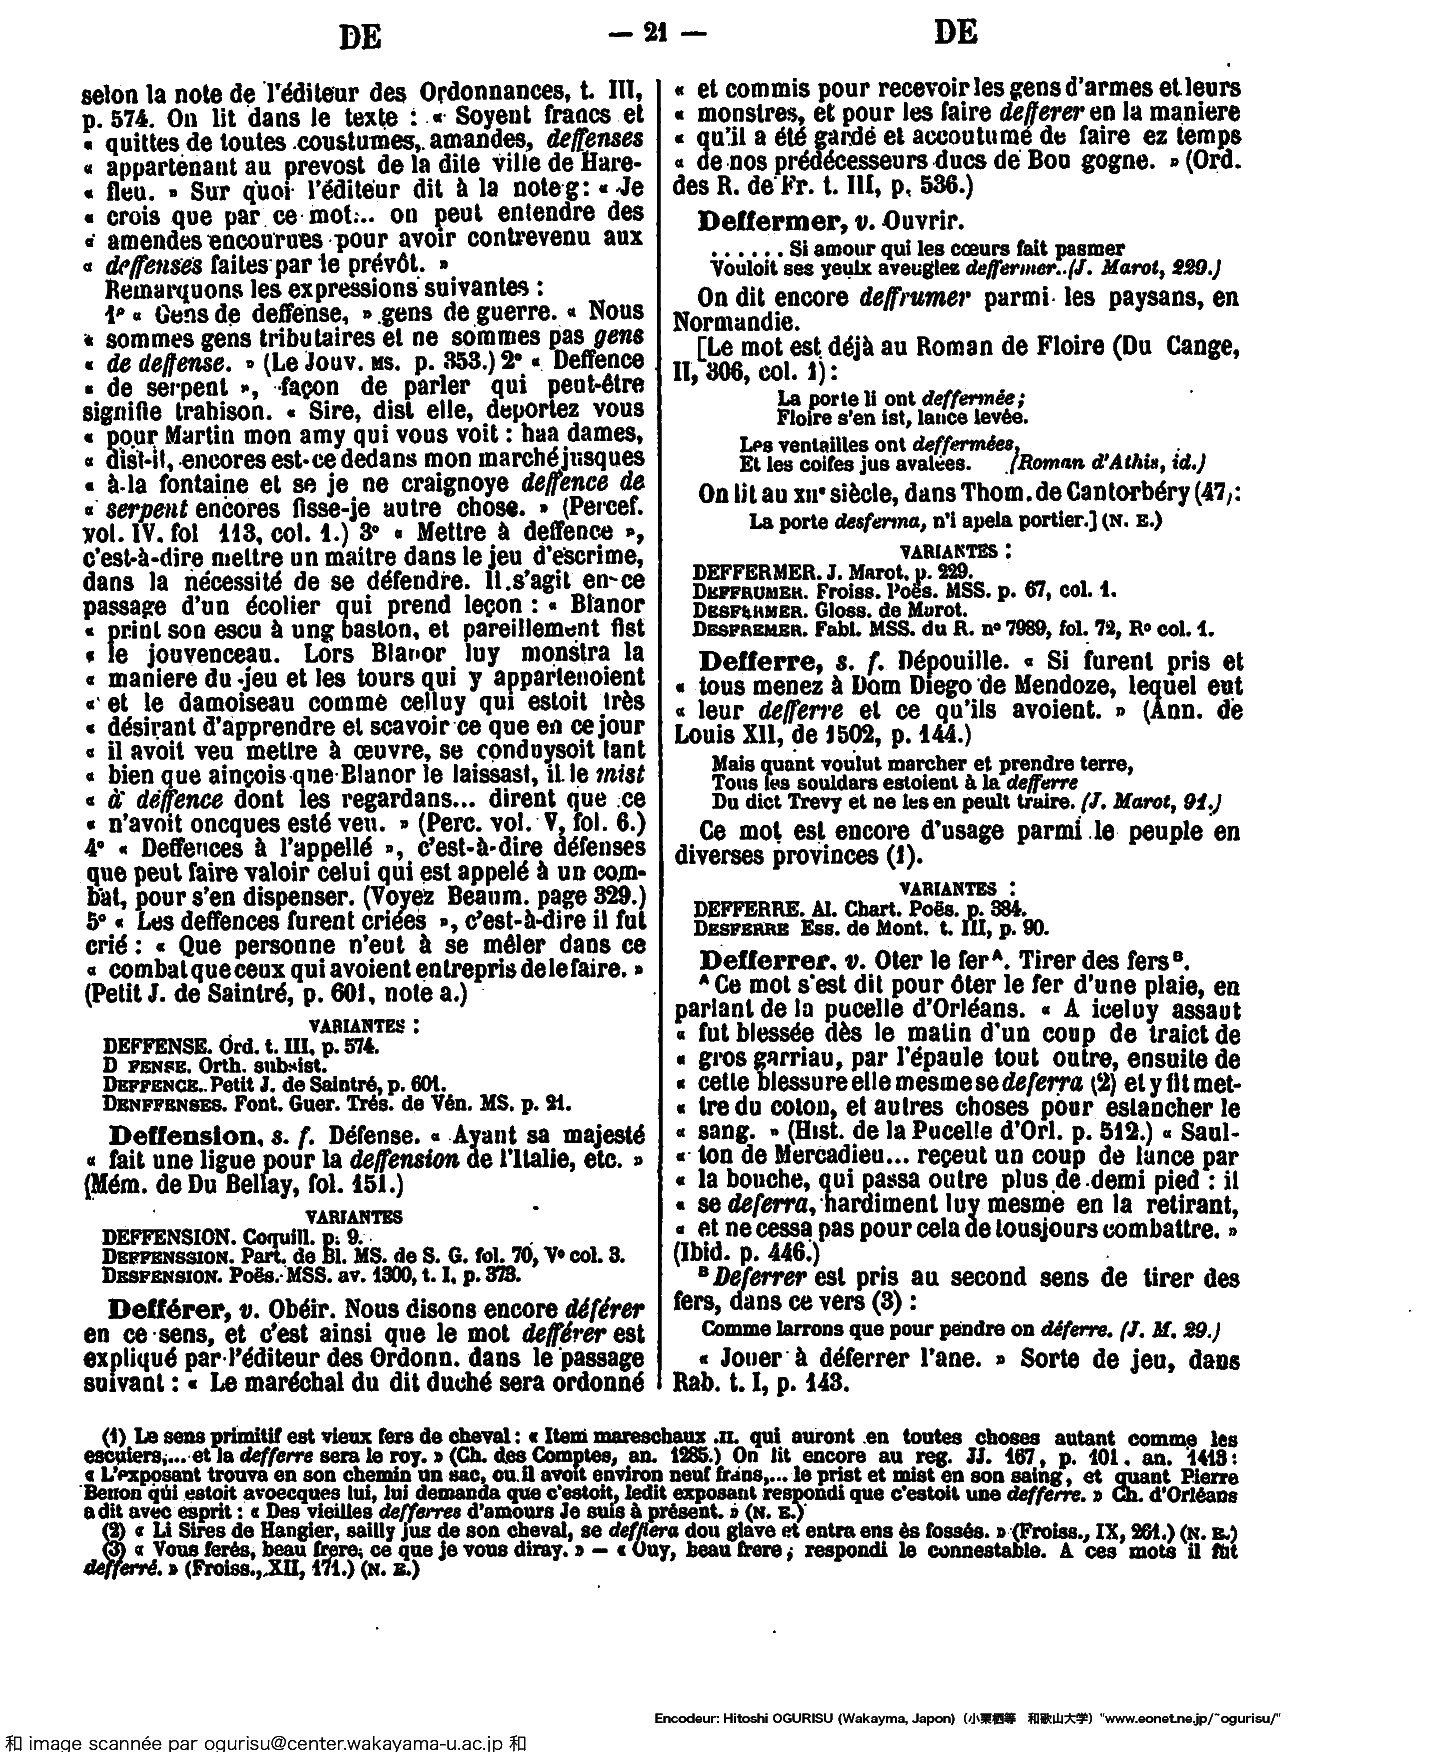 DE
— 21 —
DE
selon la note de l'éditeur des Ordonnances, t. III,
p. 574. On lit dans le texte : « Soyent francs et
« quittes de toutes coustumes, amandes, deffenses
« appartenant au prevost de la dite ville de Hare-
« fleu. » Sur quoi l'éditeur dit à la note g : « Je
« crois que par ce mot... on peut entendre des
« amendes encourues pour avoir contrevenu aux
« deffenses faites par le prévôt. »
Remarquons les expressions suivantes :
1º « Gens de deffense, » gens de guerre. « Nous
« sommes gens tributaires et ne sommes pas gens
« de deffense. » (Le Jouv. MS. p. 353.) 2º « Deffence
« de serpent », façon de parler qui peut-être
signifie trahison. « Sire, dist elle, deportez vous
« pour Martin mon amy qui vous voit : haa dames,
« dist-il, encores est-ce dedans mon marché jusques
« à la fontaine et se je ne craignoye deffence de
« serpent encores fisse-je autre chose. » (Percef.
vol. IV. fol 113, col. 1.) 3º « Mettre à deffence »,
c'est-à-dire mettre un maitre dans le jeu d'escrime,
dans la nécessité de se défendre. Il s'agit en ce
passage d'un écolier qui prend leçon : « Blanor
« print son escu à ung baston, et pareillement fist
« le jouvenceau. Lors Blanor luy monstra la
« maniere du jeu et les tours qui y appartenoient
« et le damoiseau comme celluy qui estoit très
« désirant d'apprendre et scavoir ce que en ce jour
« il avoit veu mettre à œuvre, se conduysoit tant
« bien que ainçois que Blanor le laissast, il le mist
« à deffence dont les regardans... dirent que ce
« n'avoit oncques esté veu. » (Perc. vol. V, fol. 6.)
4º « Deffences à l'appellé », c'est-à-dire défenses
que peut faire valoir celui qui est appelé à un com-
bat, pour s'en dispenser. (Voyez Beaum. page 329.)
5º « Les deffences furent criées », c'est-à-dire il fut
crié : « Que personne n'eut à se mêler dans ce
« combat que ceux qui avoient entrepris de le faire. »
(Petit J. de Saintré, p. 601, note a.)
VARIANTES :
DEFFENSE. Ord. t. III, p. 574.
D FENSE. Orth. subsist.
DEFFENCE. Petit J. de Saintré, p. 601.
DENFFENSES. Font. Guer. Trés. de Vén. MS. p. 21.
Deffension, s. f. Défense. « Ayant sa majesté
« fait une ligue pour la deffension de l'Italie, etc. »
(Mém. de Du Bellay, fol. 151.)
VARIANTES
DEFFENSION. Coquill. p. 9.
DEFFENSSION. Part. de Bl. MS. de S. G. fol. 70, Vº col. 3.
DESFENSION. Poës. MSS. av. 1300, t. I, p. 373.
Defférer, v. Obéir. Nous disons encore déférer
en ce sens, et c'est ainsi que le mot defférer est
expliqué par l'éditeur des Ordonn. dans le passage
suivant : « Le maréchal du dit duché sera ordonné
« et commis pour recevoir les gens d'armes et leurs
« monstres, et pour les faire defferer en la maniere
« qu'il a été gardé et accoutumé de faire ez temps
« de nos prédécesseurs ducs de Bou gogne. » (Ord.
des R. de Fr. t. III, p. 536.)
Deffermer, v. Ouvrir.
. . . . . . Si amour qui les cœurs fait pasmer
Vouloit ses yeulx aveuglez deffermer. (J. Marot, 229.)
On dit encore deffrumer parmi les paysans, en
Normandie.
[Le mot est déjà au Roman de Floire (Du Cange,
II, 306, col. 1) :
La porte li ont deffermée ;
Floire s'en ist, lance levée.
Les ventailles ont deffermées,
Et les coifes jus avalées. (Roman d'Athis, id.)
On lit au XIIe siècle, dans Thom. de Cantorbéry (47) :
La porte desferma, n'i apela portier.] (N. E.)
VARIANTES :
DEFFERMER. J. Marot, p. 229.
DEFFRUMER. Froiss. Poës. MSS. p. 67, col. 1.
DESFERMER. Gloss. de Marot.
DESFREMER. Fabl. MSS. du R. nº 7989, fol. 72, Rº col. 1.
Defferre, s. f. Dépouille. « Si furent pris et
« tous menez à Dom Diego de Mendoze, lequel eut
« leur defferre et ce qu'ils avoient. » (Ann. de
Louis XII, de 1502, p. 144.)
Mais quant voulut marcher et prendre terre,
Tous les souldars estoient à la defferre
Du dict Trevy et ne les en peult traire. (J. Marot, 91.)
Ce mot est encore d'usage parmi le peuple en
diverses provinces (1).
VARIANTES :
DEFFERRE. Al. Chart. Poës. p. 384.
DESFERRE Ess. de Mont. t. III, p. 90.
Defferrer, v. Oter le fer A. Tirer des fers B.
A Ce mot s'est dit pour ôter le fer d'une plaie, en
parlant de la pucelle d'Orléans. « A iceluy assaut
« fut blessée dès le matin d'un coup de traict de
« gros garriau, par l'épaule tout outre, ensuite de
« cette blessure elle mesme se deferra (2) et y fit met-
« tre du coton, et autres choses pour estancher le
« sang. » (Hist. de la Pucelle d'Orl. p. 512.) « Saul-
« ton de Mercadieu... reçeut un coup de lance par
« la bouche, qui passa outre plus de demi pied : il
« se deferra, hardiment luy mesme en la retirant,
« et ne cessa pas pour cela de tousjours combattre. »
(Ibid. p. 446.)
B Deferrer est pris au second sens de tirer des
fers, dans ce vers (3) :
Comme larrons que pour pendre on déferre. (J. M. 29.)
« Jouer à déferrer l'ane. » Sorte de jeu, dans
Rab. t. I, p. 143.
(1) Le sens primitif est vieux fers de cheval : « Item mareschaux .II. qui auront en toutes choses autant comme les
escuiers,... et la defferre sera le roy. » (Ch. des Comptes, an. 1285.) On lit encore au reg. JJ. 167, p. 101, an. 1413 :
« L'exposant trouva en son chemin un sac, ou il avoit environ neuf frans,... le prist et mist en son saing, et quant Pierre
Benon qui estoit avoecques lui, lui demanda que c'estoit, ledit exposant respondi que c'estoit une defferre. » Ch. d'Orléans
a dit avec esprit : « Des vieilles defferres d'amours Je suis à présent. » (N. E.)
(2) « Li Sires de Hangier, sailly jus de son cheval, se deffiera dou glave et entra ens ès fossés. » (Froiss., IX, 261.) (N. E.)
(3) « Vous ferés, beau frere, ce que je vous diray. » — « Ouy, beau frere ; respondi le connestable. A ces mots il fut
defferré. » (Froiss., XII, 171.) (N. E.)
Encodeur: Hitoshi OGURISU (Wakayma, Japon) (小栗栖等 和歌山大学) "www.eonet.ne.jp/~ogurisu/"
和 image scannée par ogurisu@center.wakayama-u.ac.jp 和